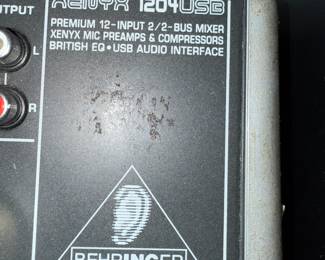 XENYX 1204USB
OUTPUT
PREMIUM 12-INPUT 2/2-BUS MIXER
XENYX MIC PREAMPS & COMPRESSORS
BRITISH EQ • USB AUDIO INTERFACE
L
R
BEHRINGER